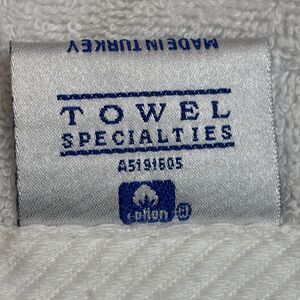 MADE IN TURKEY
TOWEL
SPECIALTIES
A5191605
cotton ®